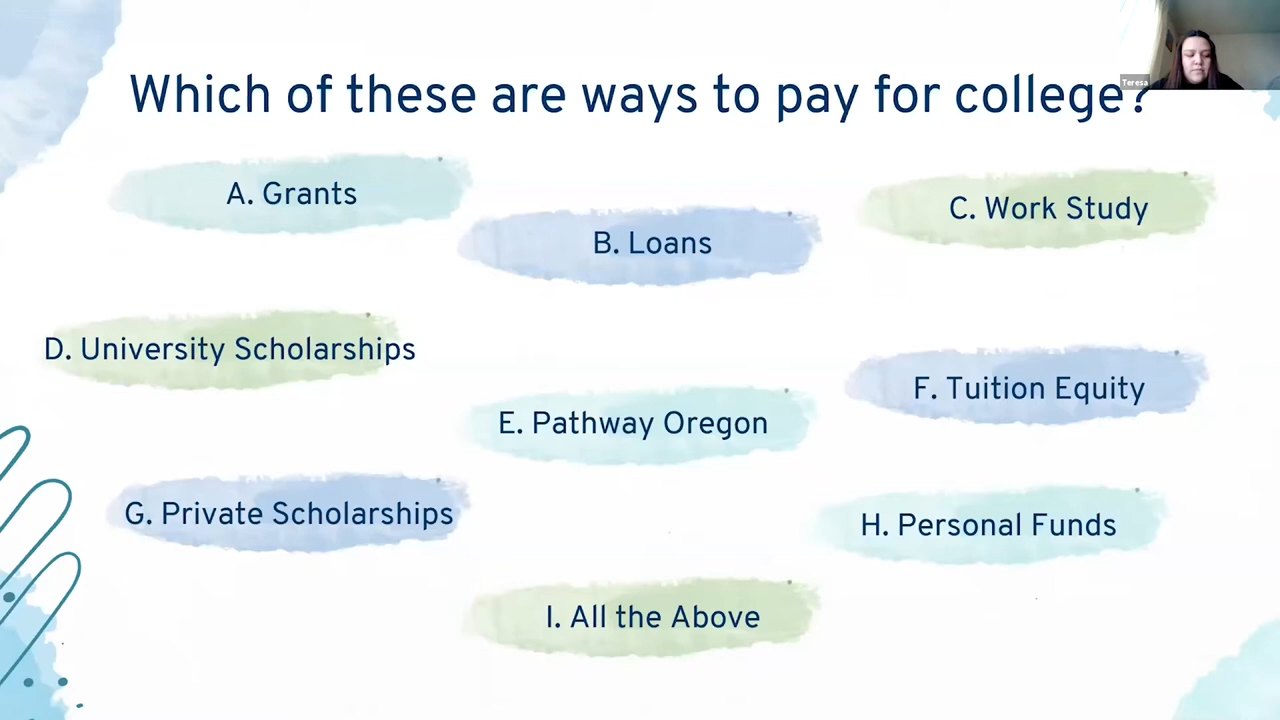 Which of these are ways to pay for college?
Teresa
A. Grants
B. Loans
C. Work Study
D. University Scholarships
E. Pathway Oregon
F. Tuition Equity
G. Private Scholarships
H. Personal Funds
I. All the Above